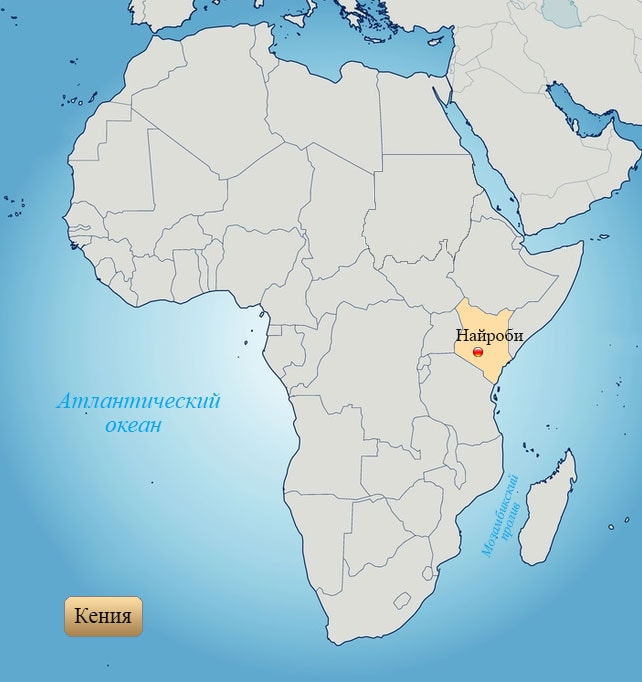 Найроби
Атлантический
океан
Мозамбикский
пролив
Кения